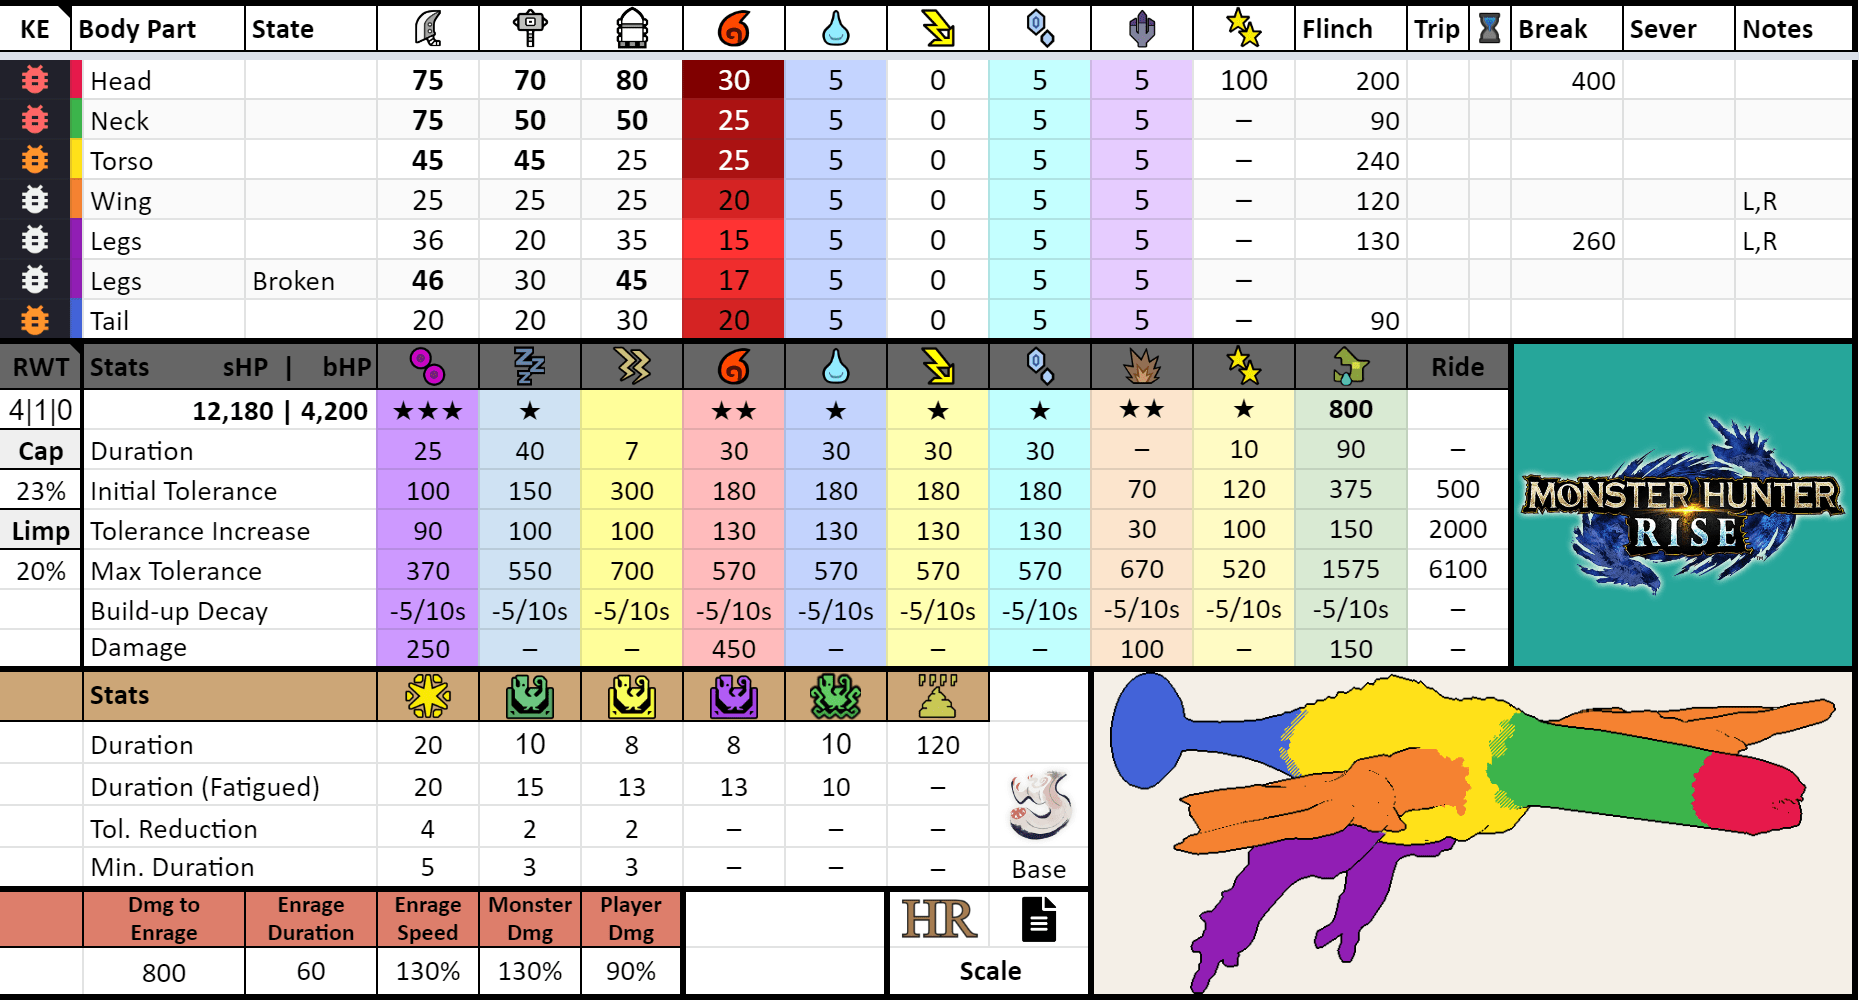 KE Body Part State Flinch Trip Break Sever Notes
Head 75 70 80 30 5 0 5 5 100 200 400
Neck 75 50 50 25 5 0 5 5 – 90
Torso 45 45 25 25 5 0 5 5 – 240
Wing 25 25 25 20 5 0 5 5 – 120 L,R
Legs 36 20 35 15 5 0 5 5 – 130 260 L,R
Legs Broken 46 30 45 17 5 0 5 5 –
Tail 20 20 30 20 5 0 5 5 – 90
RWT Stats sHP | bHP Ride
4|1|0 12,180 | 4,200 ★★★ ★ ★★ ★ ★ ★ ★★ ★ 800
Cap Duration 25 40 7 30 30 30 30 – 10 90 –
23% Initial Tolerance 100 150 300 180 180 180 180 70 120 375 500
Limp Tolerance Increase 90 100 100 130 130 130 130 30 100 150 2000
20% Max Tolerance 370 550 700 570 570 570 570 670 520 1575 6100
Build-up Decay -5/10s -5/10s -5/10s -5/10s -5/10s -5/10s -5/10s -5/10s -5/10s -5/10s –
Damage 250 – – 450 – – – 100 – 150 –
MONSTER HUNTER
RISE
Stats
Duration 20 10 8 8 10 120
Duration (Fatigued) 20 15 13 13 10 –
Tol. Reduction 4 2 2 – – –
Min. Duration 5 3 3 – – – Base
Dmg to Enrage Enrage Monster Player
Enrage Duration Speed Dmg Dmg
HR
800 60 130% 130% 90% Scale